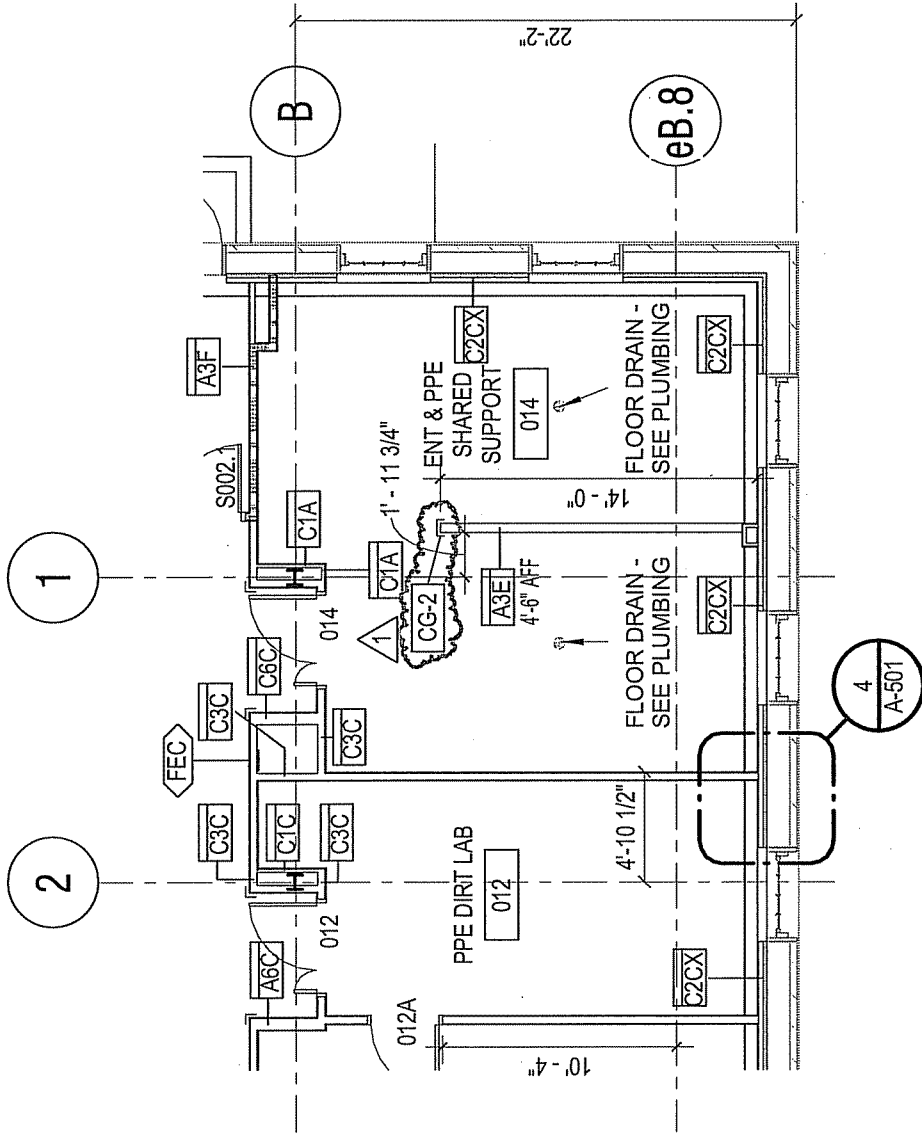 1
2
B
eB.8
22'-2"
A3F
S002.1
C1A
C1A
014
1
CG-2
1' - 11 3/4"
ENT & PPE
SHARED
SUPPORT
014
C2CX
A3E
4'-6" AFF
14' - 0"
FLOOR DRAIN -
SEE PLUMBING
C2CX
FEC
C3C
C6C
C3C
C3C
C1C
C3C
012
A6C
012A
PPE DIRT LAB
012
FLOOR DRAIN -
SEE PLUMBING
C2CX
4'-10 1/2"
4
A-501
C2CX
10' - 4"